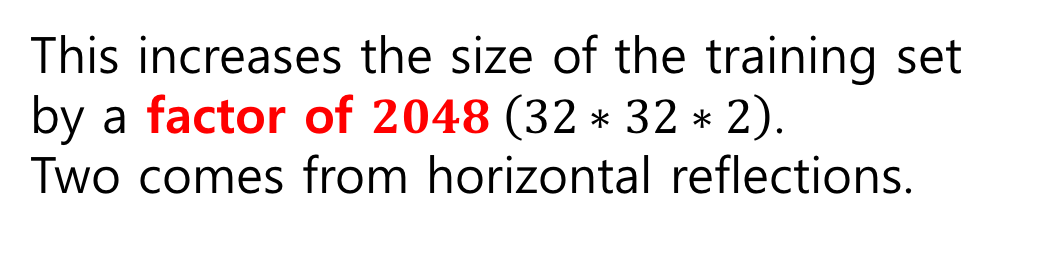 This increases the size of the training set
by a factor of 2048 (32 ∗ 32 ∗ 2).
Two comes from horizontal reflections.